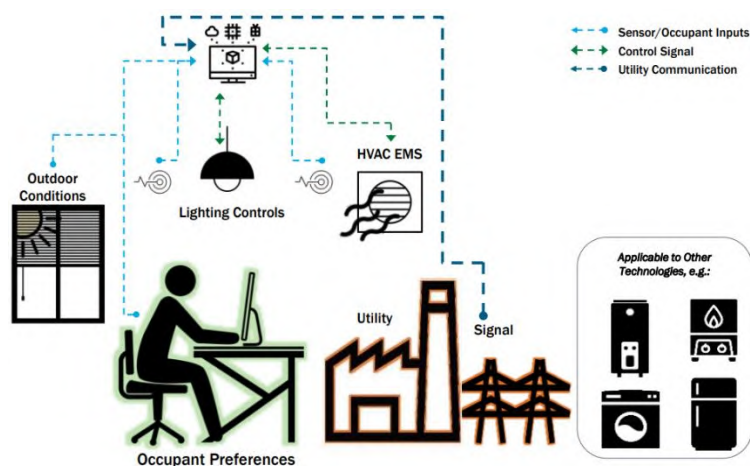 Sensor/Occupant Inputs
Control Signal
Utility Communication
HVAC EMS
Outdoor
Conditions
Lighting Controls
Applicable to Other
Technologies, e.g.:
Utility
Signal
Occupant Preferences